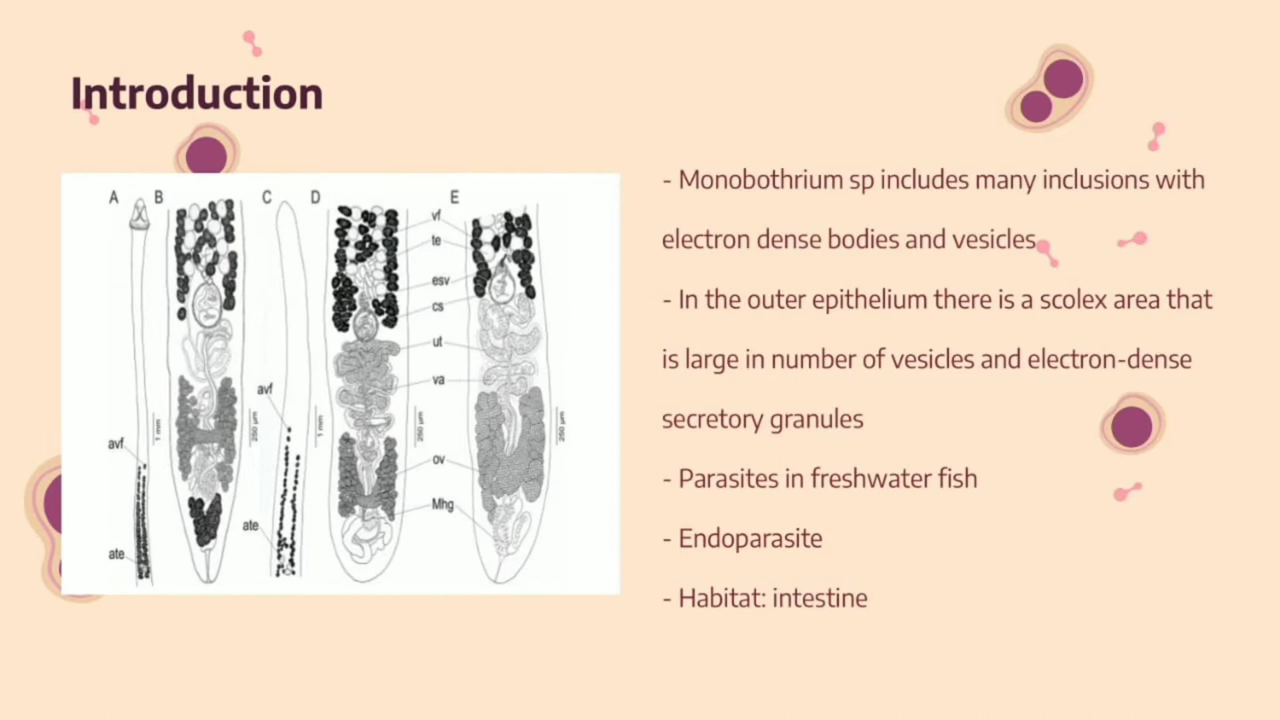 Introduction
A B C D E
vf
te
esv
cs
ut
va
avf
1 mm
250 µm
1 mm
250 µm
250 µm
avf
ov
Mhg
ate
ate
- Monobothrium sp includes many inclusions with
electron dense bodies and vesicles
- In the outer epithelium there is a scolex area that
is large in number of vesicles and electron-dense
secretory granules
- Parasites in freshwater fish
- Endoparasite
- Habitat: intestine